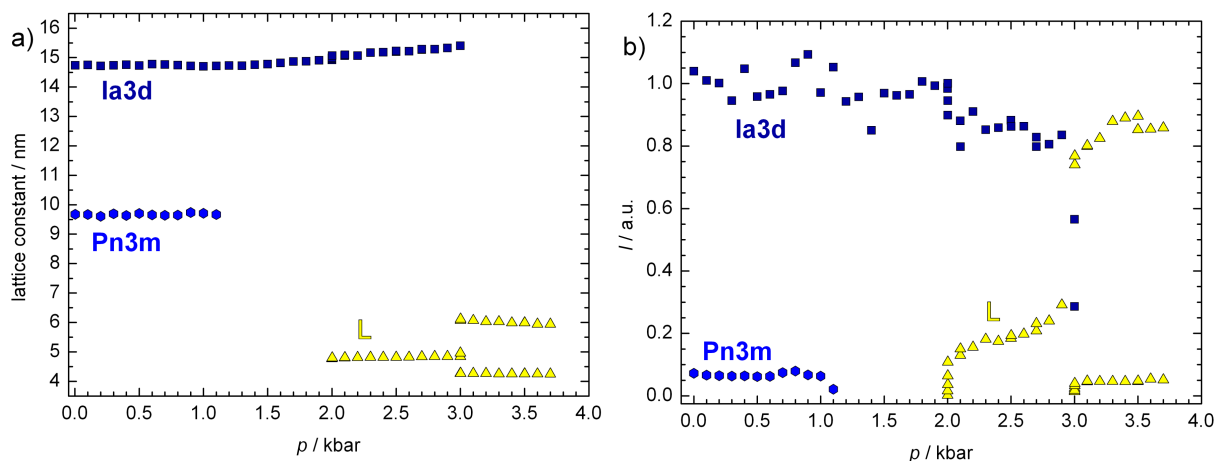 a)
lattice constant / nm
16
15
14
13
12
11
10
9
8
7
6
5
4
Ia3d
Pn3m
L
0.0 0.5 1.0 1.5 2.0 2.5 3.0 3.5 4.0
p / kbar
b)
I / a.u.
1.2
1.0
0.8
0.6
0.4
0.2
0.0
Ia3d
L
Pn3m
0.0 0.5 1.0 1.5 2.0 2.5 3.0 3.5 4.0
p / kbar